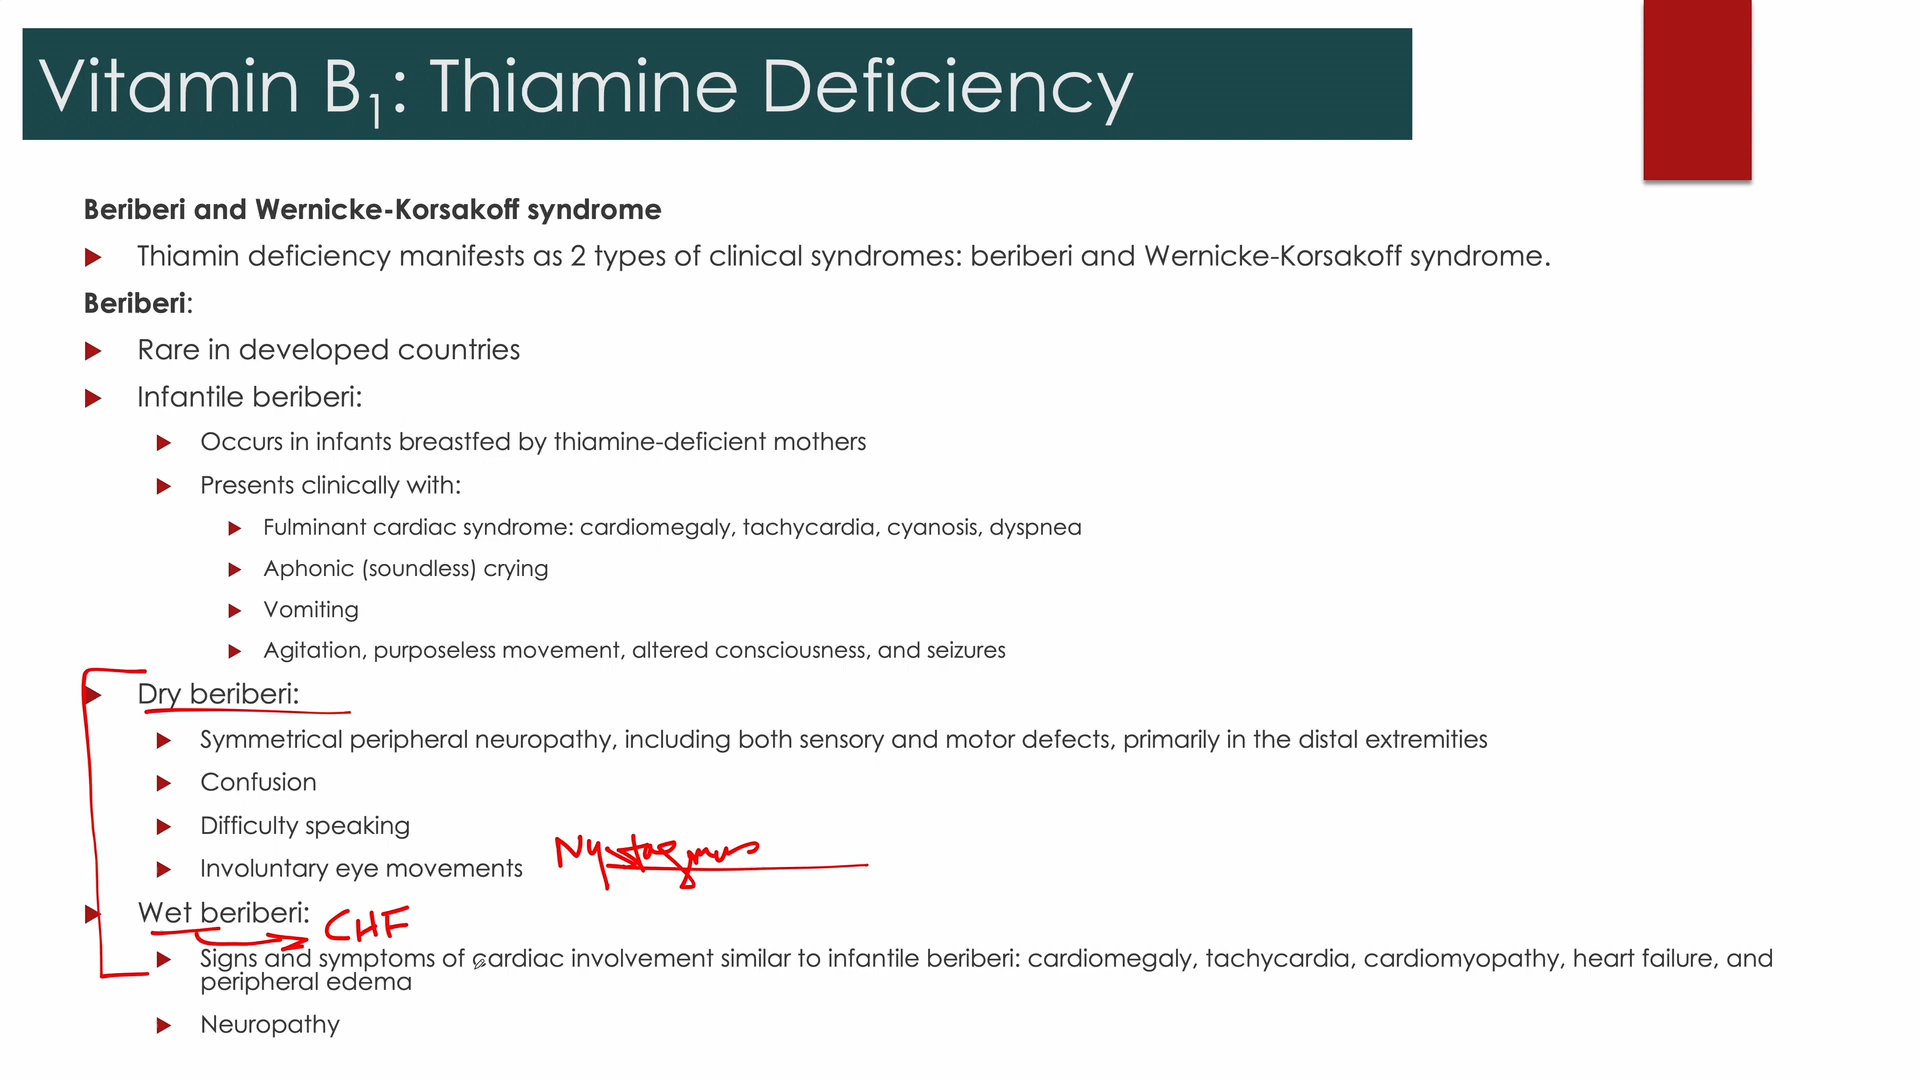 Vitamin B₁: Thiamine Deficiency
Beriberi and Wernicke-Korsakoff syndrome
Thiamin deficiency manifests as 2 types of clinical syndromes: beriberi and Wernicke-Korsakoff syndrome.
Beriberi:
Rare in developed countries
Infantile beriberi:
Occurs in infants breastfed by thiamine-deficient mothers
Presents clinically with:
Fulminant cardiac syndrome: cardiomegaly, tachycardia, cyanosis, dyspnea
Aphonic (soundless) crying
Vomiting
Agitation, purposeless movement, altered consciousness, and seizures
Dry beriberi:
Symmetrical peripheral neuropathy, including both sensory and motor defects, primarily in the distal extremities
Confusion
Difficulty speaking
Involuntary eye movements Nystagmus
Wet beriberi: CHF
Signs and symptoms of cardiac involvement similar to infantile beriberi: cardiomegaly, tachycardia, cardiomyopathy, heart failure, and
peripheral edema
Neuropathy